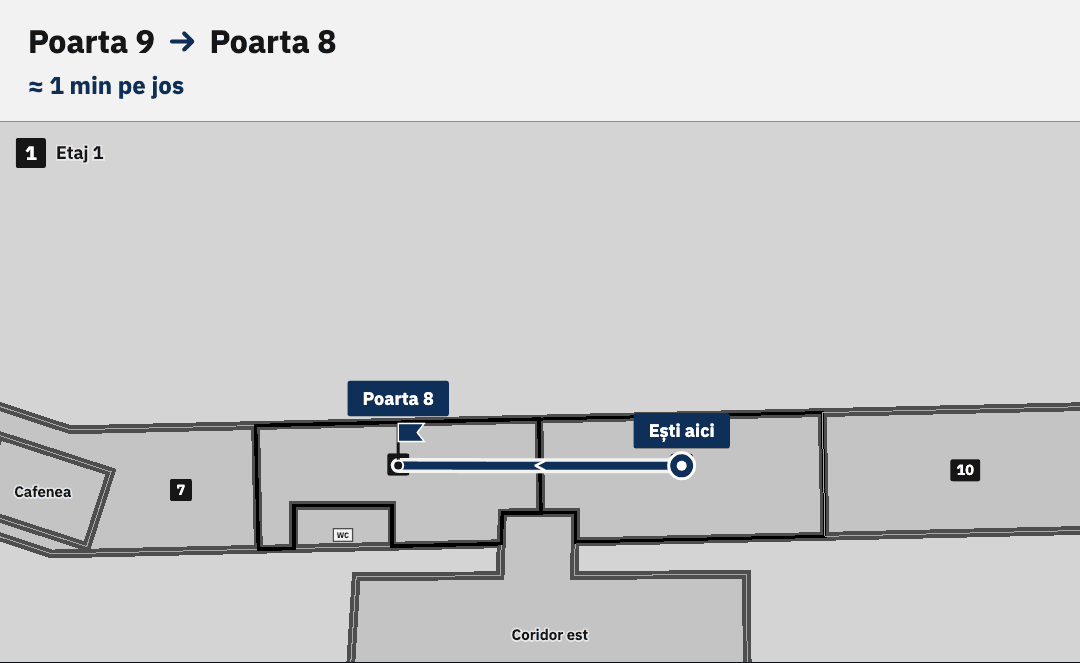 Poarta 9 → Poarta 8
≈ 1 min pe jos
1 Etaj 1
Poarta 8
Ești aici
10
7
Cafenea
WC
Coridor est